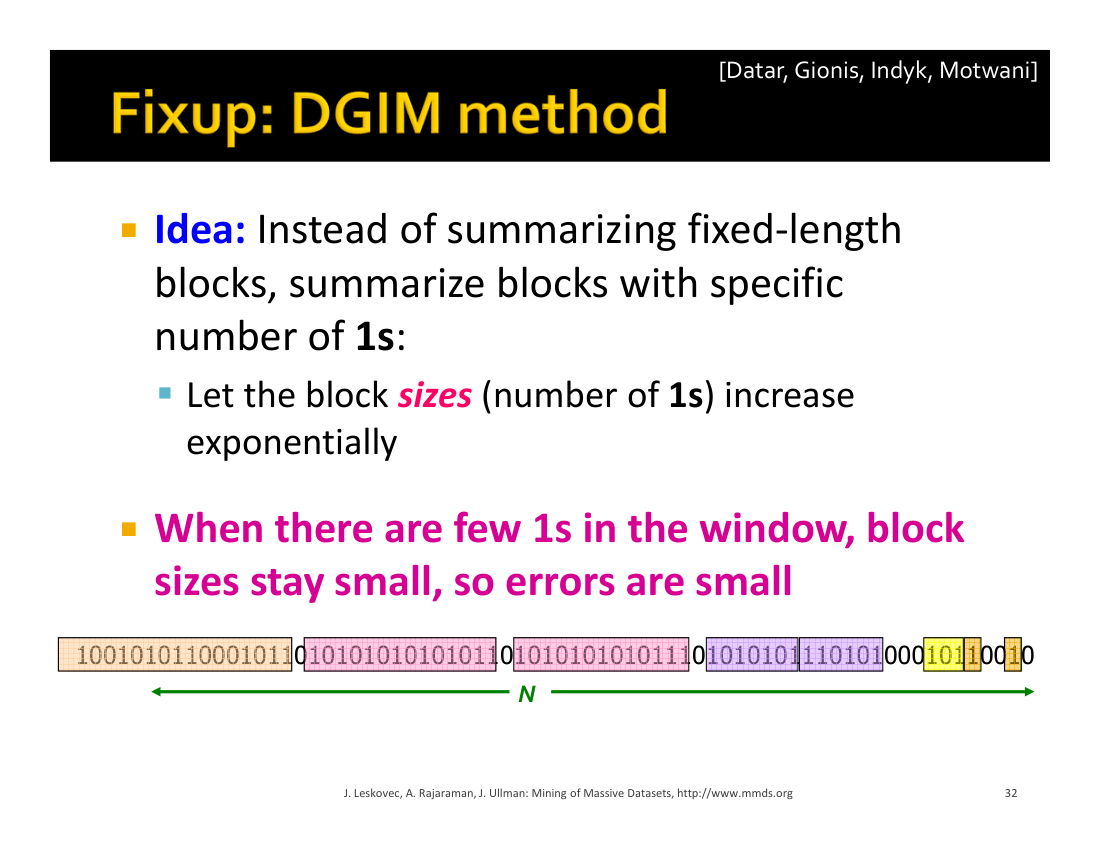 [Datar, Gionis, Indyk, Motwani]
Fixup: DGIM method
Idea: Instead of summarizing fixed-length
blocks, summarize blocks with specific
number of 1s:
Let the block sizes (number of 1s) increase
exponentially
When there are few 1s in the window, block
sizes stay small, so errors are small
1001010110001011010101010101011010101010101110101010111010100010110010
N
J. Leskovec, A. Rajaraman, J. Ullman: Mining of Massive Datasets, http://www.mmds.org
32